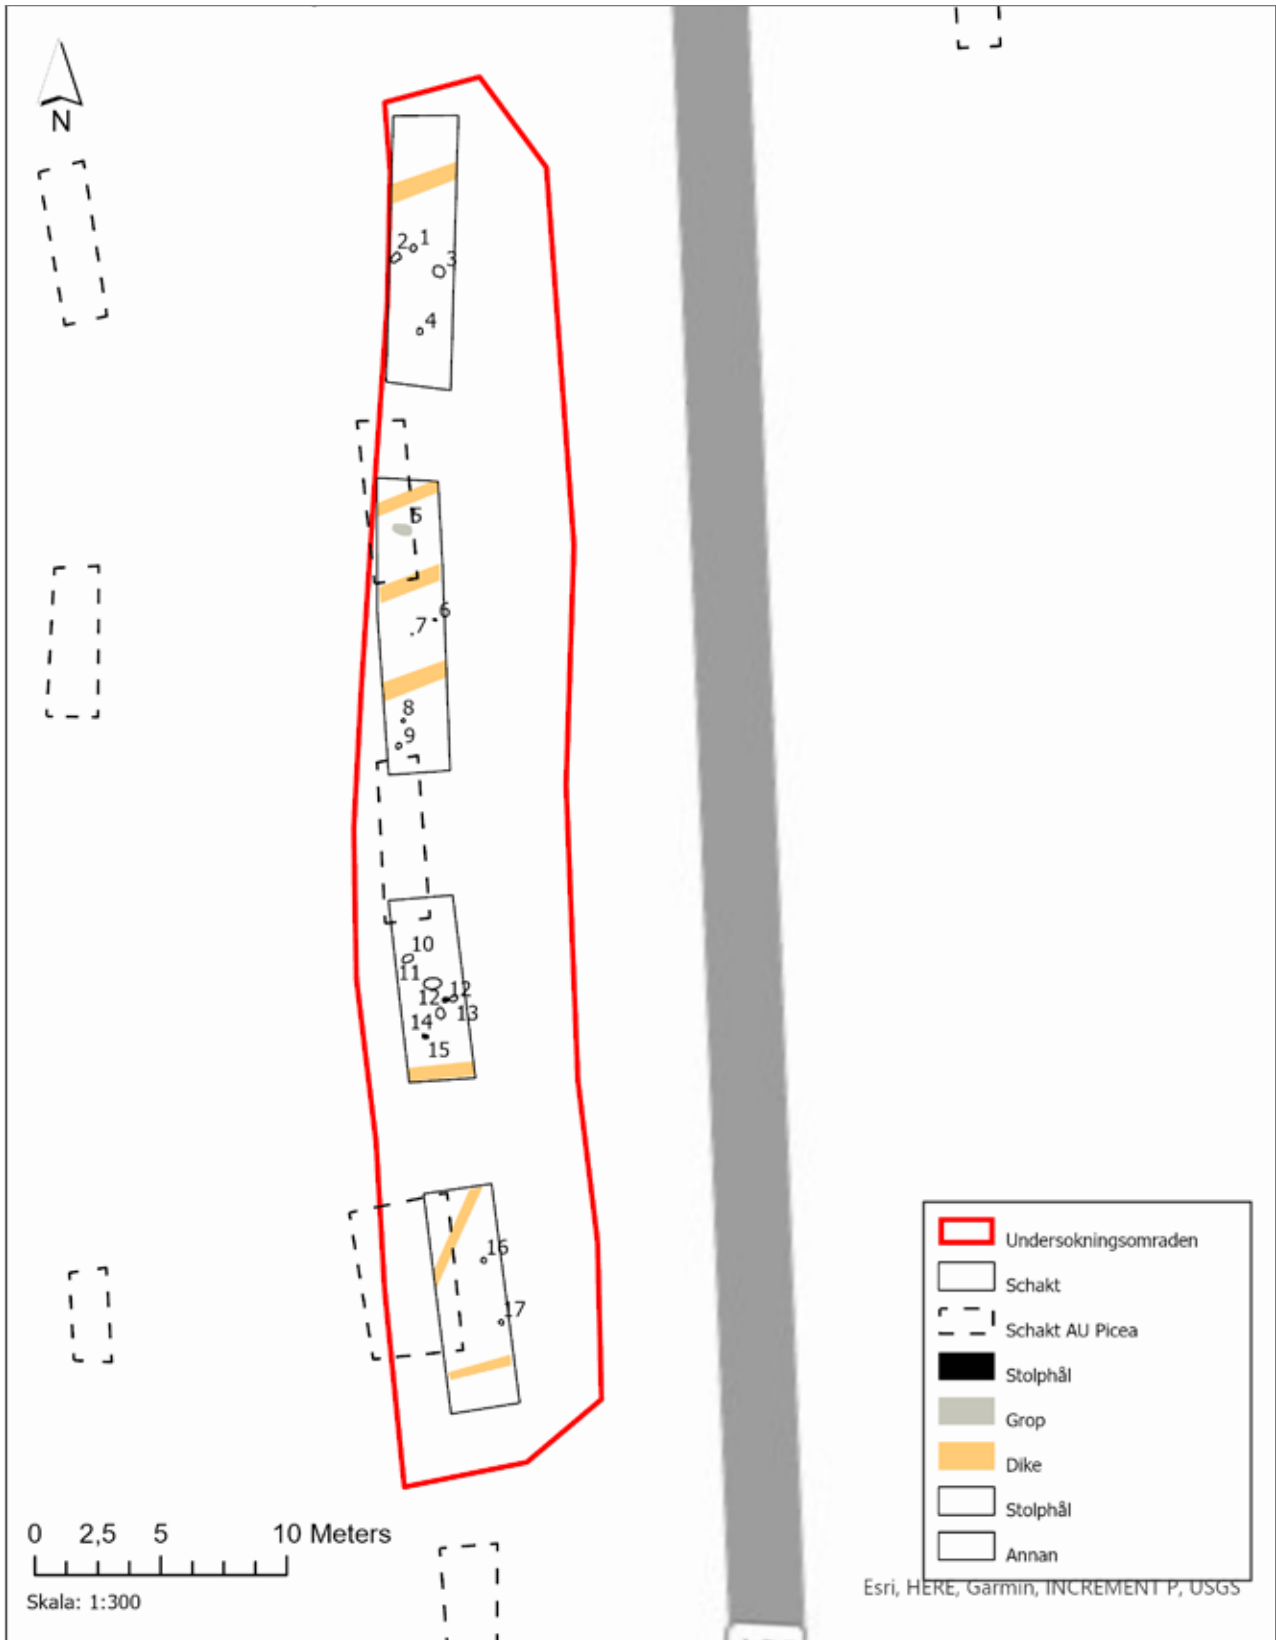 N
2 1
3
4
5
6
7
8
9
10
11
12 12
13
14
15
16
17
Undersokningsomraden
Schakt
Schakt AU Picea
Stolphål
Grop
Dike
Stolphål
Annan
0 2,5 5 10 Meters
Skala: 1:300
Esri, HERE, Garmin, INCREMENT P, USGS